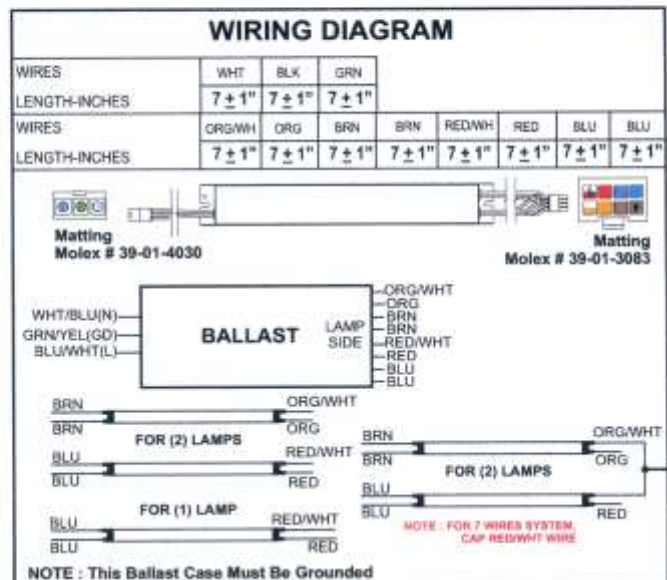 WIRING DIAGRAM
WIRES WHT BLK GRN
LENGTH-INCHES 7 ± 1" 7 ± 1" 7 ± 1"
WIRES ORG/WH ORG BRN BRN RED/WH RED BLU BLU
LENGTH-INCHES 7 ± 1" 7 ± 1" 7 ± 1" 7 ± 1" 7 ± 1" 7 ± 1" 7 ± 1" 7 ± 1"
Matting
Molex # 39-01-4030
Matting
Molex # 39-01-3083
WHT/BLU(N)
GRN/YEL(GD)
BLU/WHT(L)
BALLAST
LAMP
SIDE
ORG/WHT
ORG
BRN
BRN
RED/WHT
RED
BLU
BLU
BRN ORG/WHT
BRN ORG
FOR (2) LAMPS
BLU RED/WHT
BLU RED
FOR (1) LAMP
BLU RED/WHT
BLU RED
BRN ORG/WHT
BRN ORG
FOR (2) LAMPS
BLU
BLU RED
NOTE : FOR 7 WIRES SYSTEM,
CAP RED/WHT WIRE
NOTE : This Ballast Case Must Be Grounded